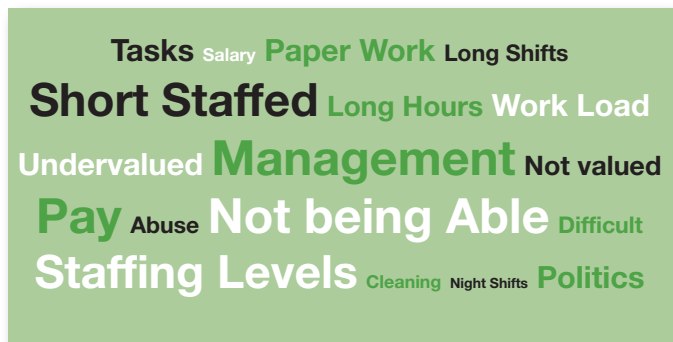 Tasks Salary Paper Work Long Shifts
Short Staffed Long Hours Work Load
Undervalued Management Not valued
Pay Abuse Not being Able Difficult
Staffing Levels Cleaning Night Shifts Politics